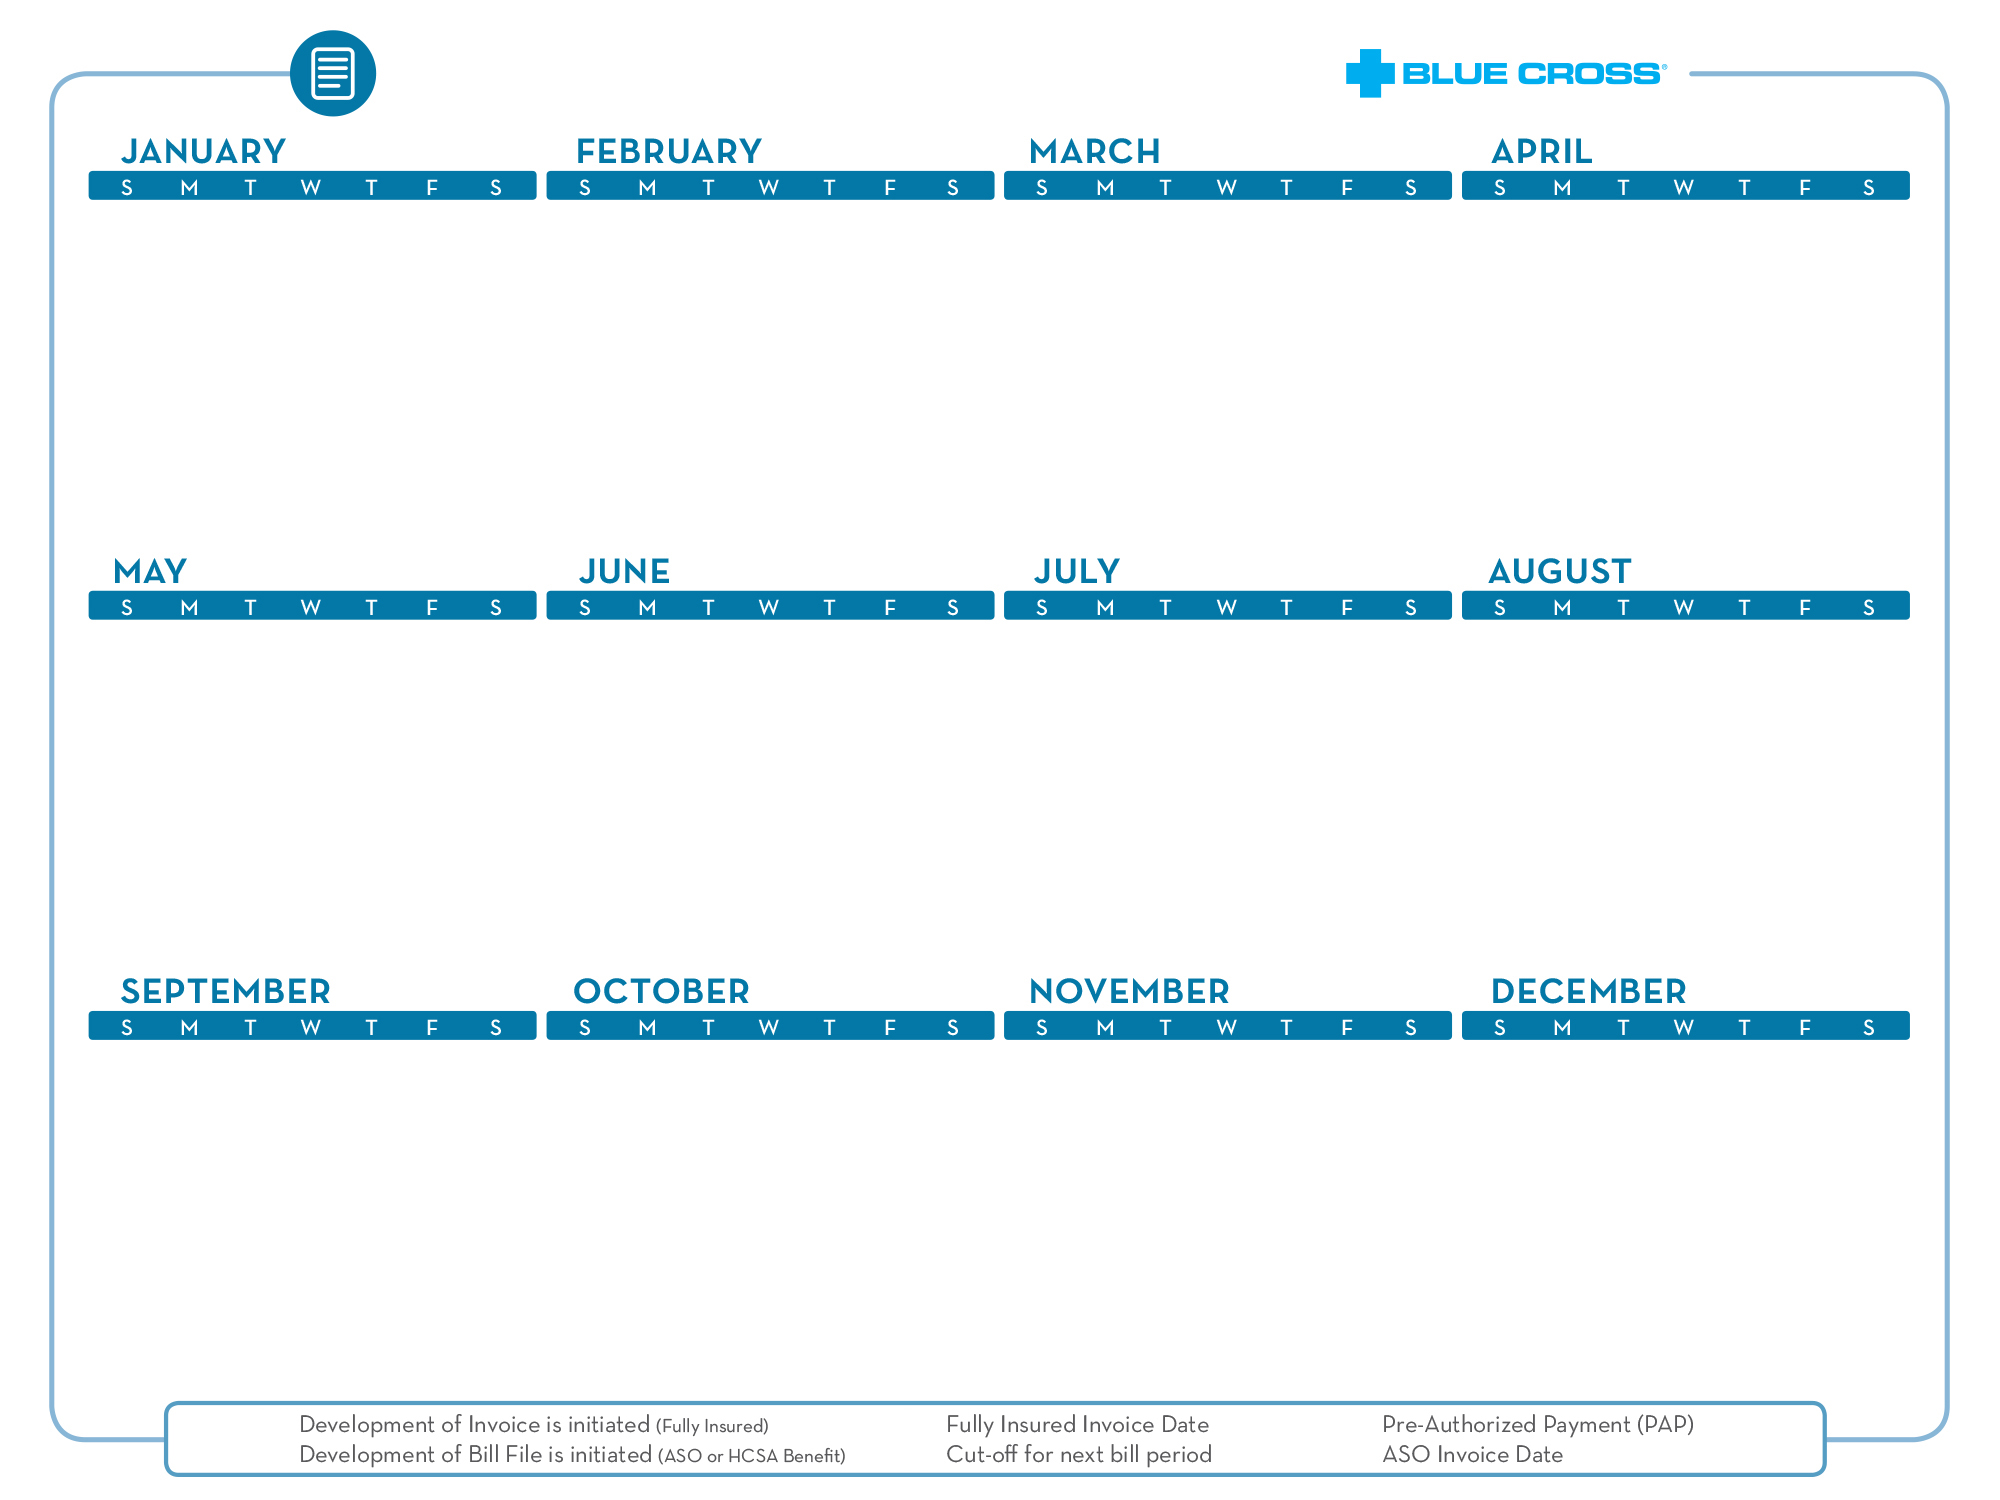 BLUE CROSS®
JANUARY FEBRUARY MARCH APRIL
S M T W T F S S M T W T F S S M T W T F S S M T W T F S
MAY JUNE JULY AUGUST
S M T W T F S S M T W T F S S M T W T F S S M T W T F S
SEPTEMBER OCTOBER NOVEMBER DECEMBER
S M T W T F S S M T W T F S S M T W T F S S M T W T F S
Development of Invoice is initiated (Fully Insured) Fully Insured Invoice Date Pre-Authorized Payment (PAP)
Development of Bill File is initiated (ASO or HCSA Benefit) Cut-off for next bill period ASO Invoice Date